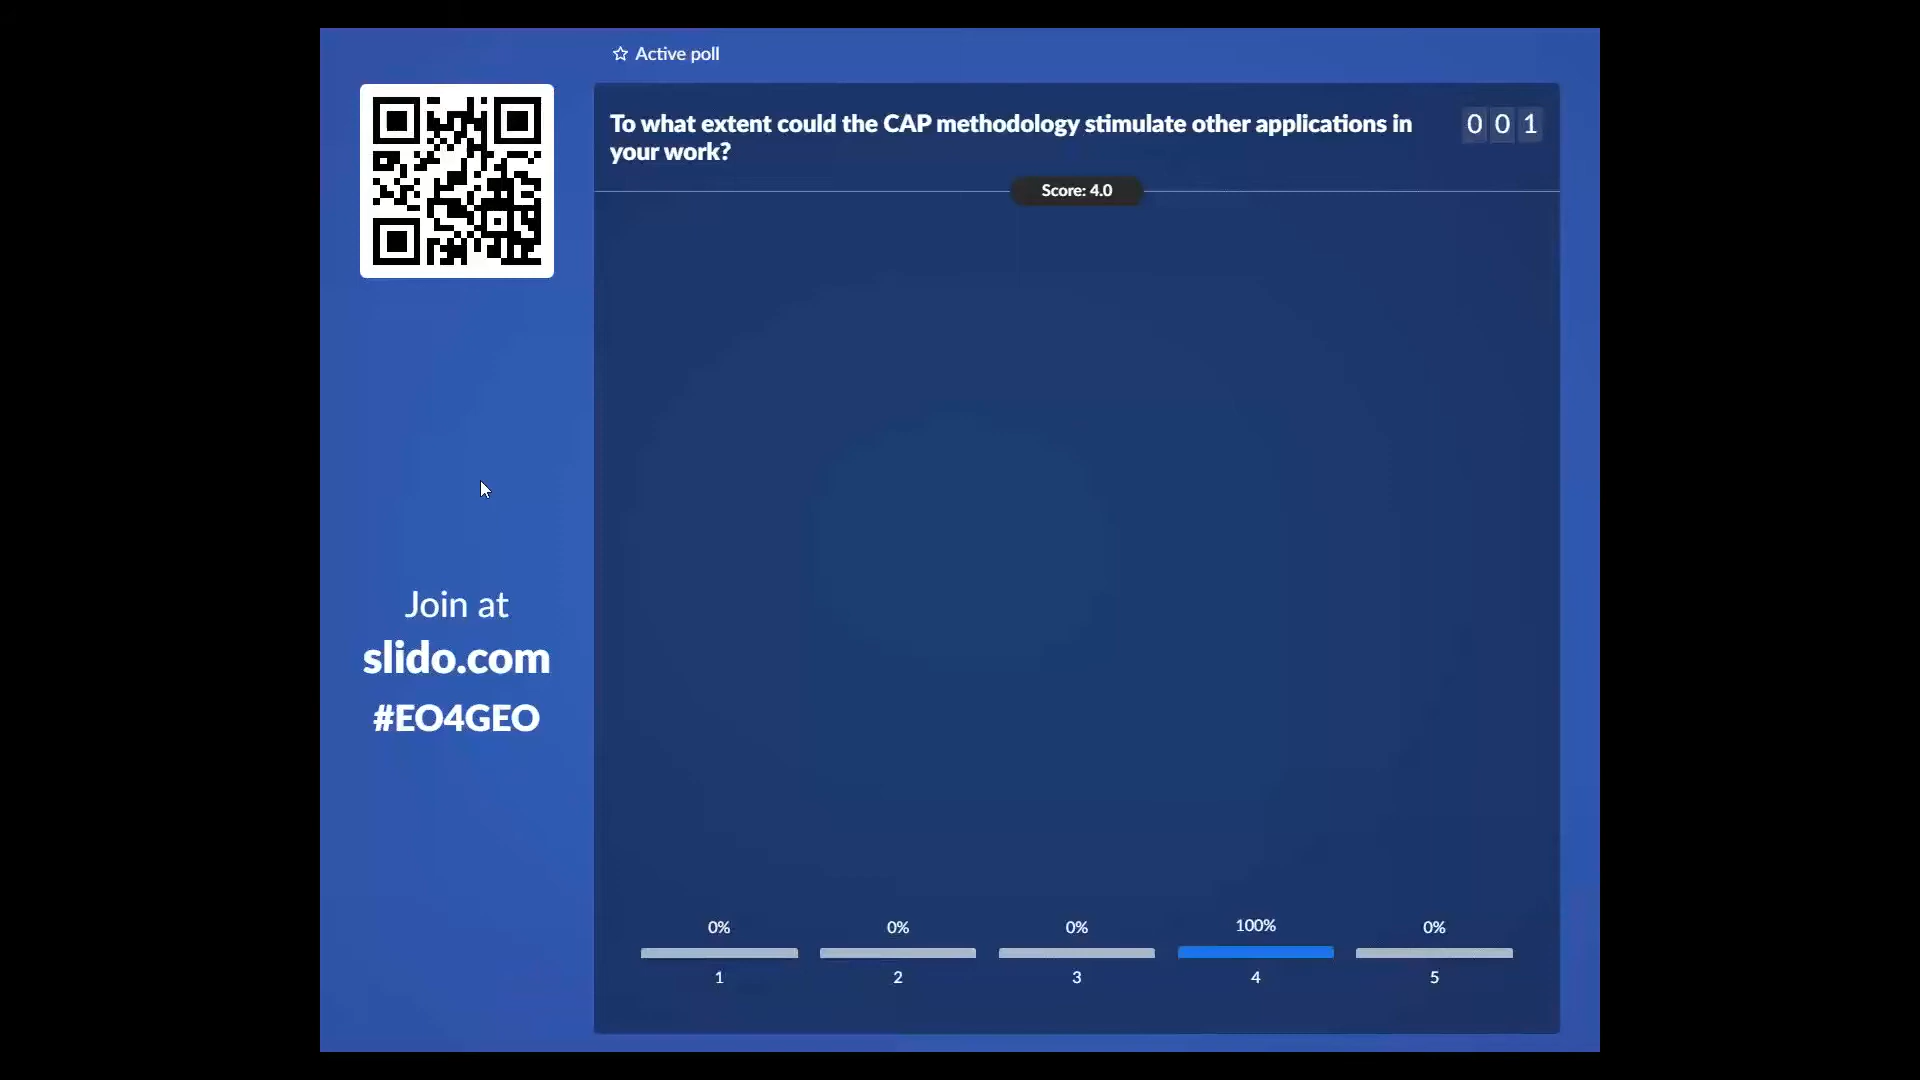 Active poll
To what extent could the CAP methodology stimulate other applications in
your work?
001
Score: 4.0
Join at
slido.com
#EO4GEO
0% 0% 0% 100% 0%
1 2 3 4 5